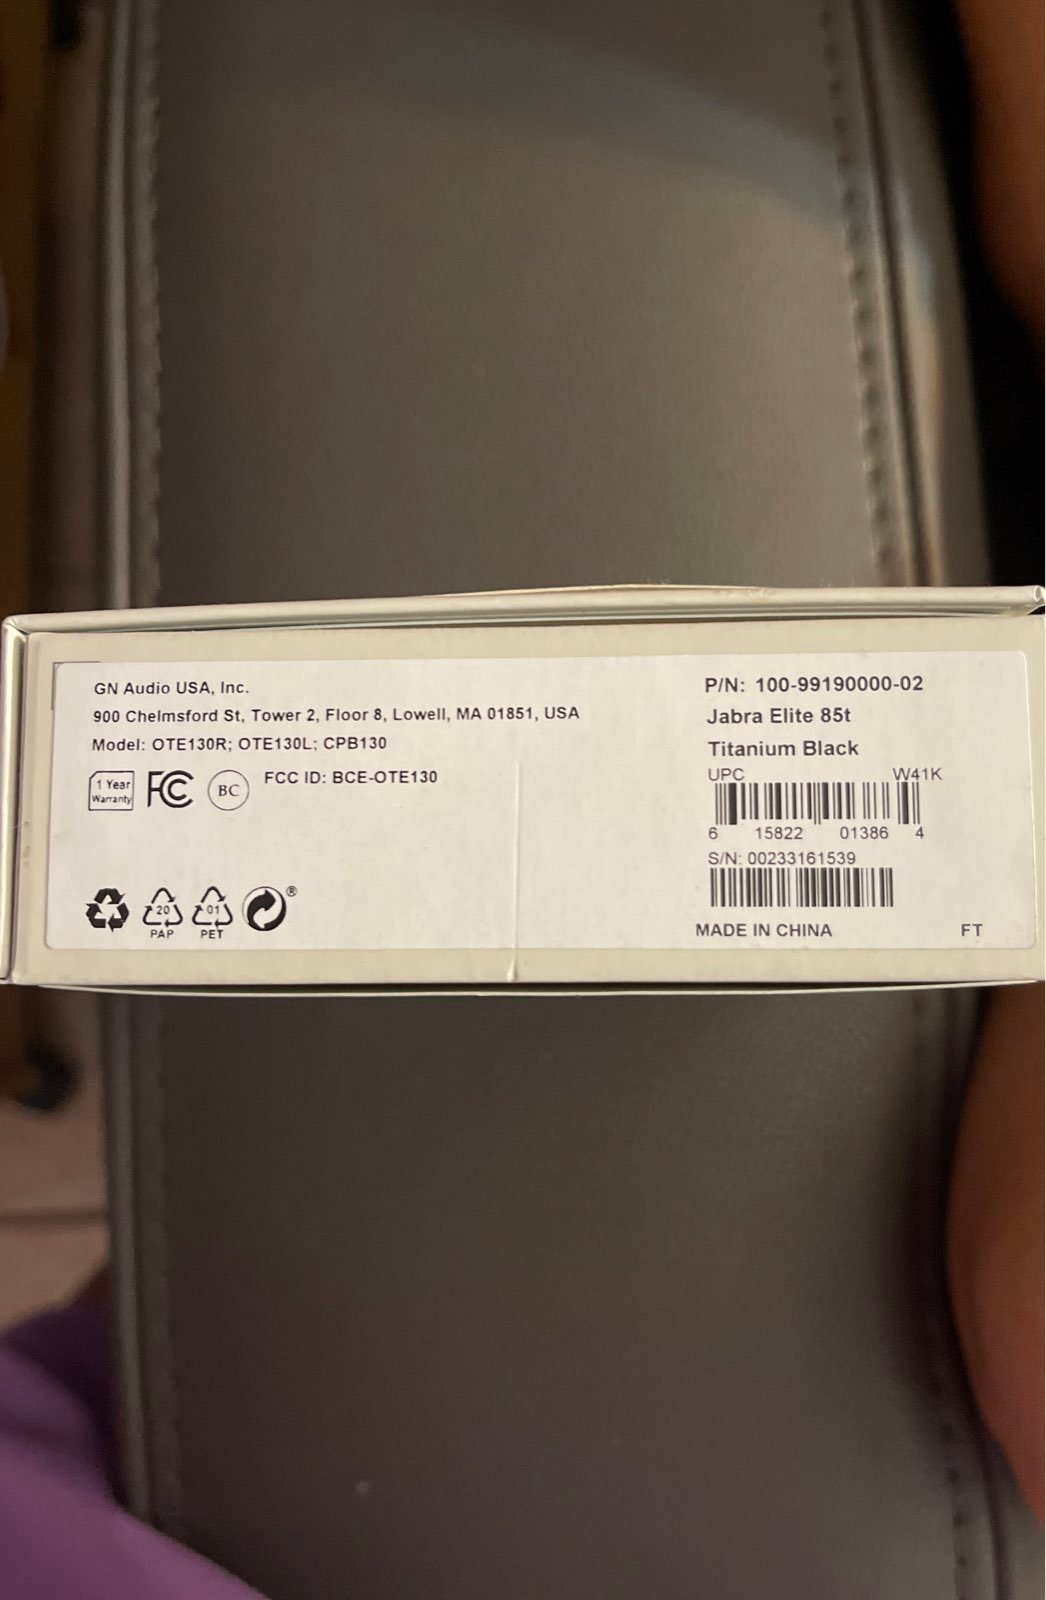 GN Audio USA, Inc.
900 Chelmsford St, Tower 2, Floor 8, Lowell, MA 01851, USA
Model: OTE130R; OTE130L; CPB130
1 Year
Warranty
FC
BC
FCC ID: BCE-OTE130
20
PAP
01
PET
®
P/N: 100-99190000-02
Jabra Elite 85t
Titanium Black
UPC W41K
6 15822 01386 4
S/N: 00233161539
MADE IN CHINA FT